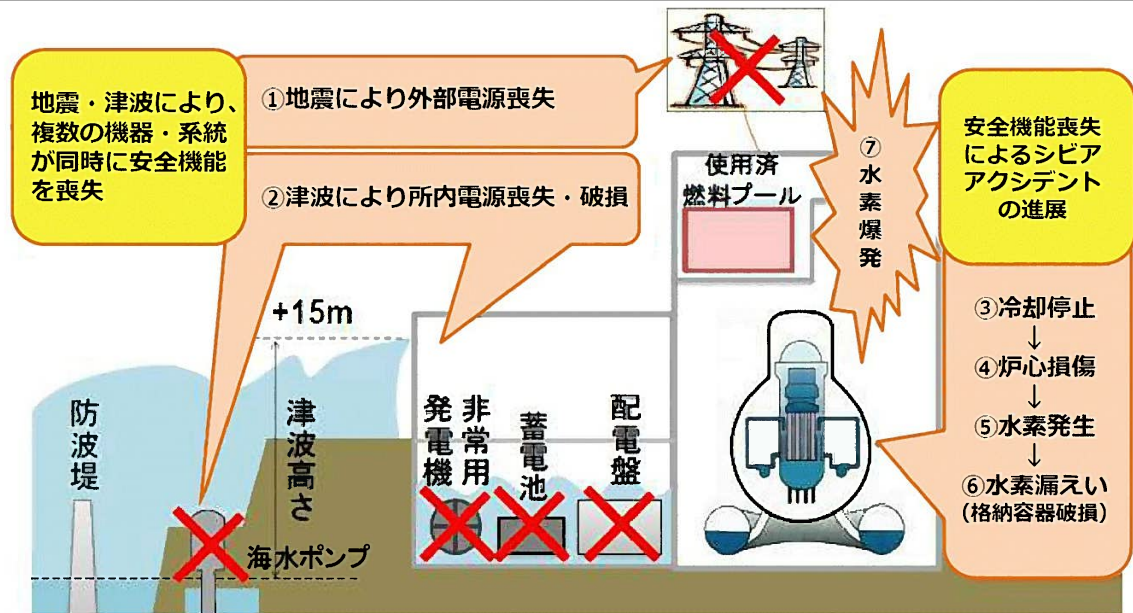 地震・津波により、
複数の機器・系統
が同時に安全機能
を喪失
①地震により外部電源喪失
②津波により所内電源喪失・破損
使用済
燃料プール
⑦水素爆発
安全機能喪失
によるシビア
アクシデント
の進展
③冷却停止
↓
④炉心損傷
↓
⑤水素発生
↓
⑥水素漏えい
(格納容器破損)
+15m
防波堤
津波高さ
海水ポンプ
非常用
発電機
蓄電池
配電盤